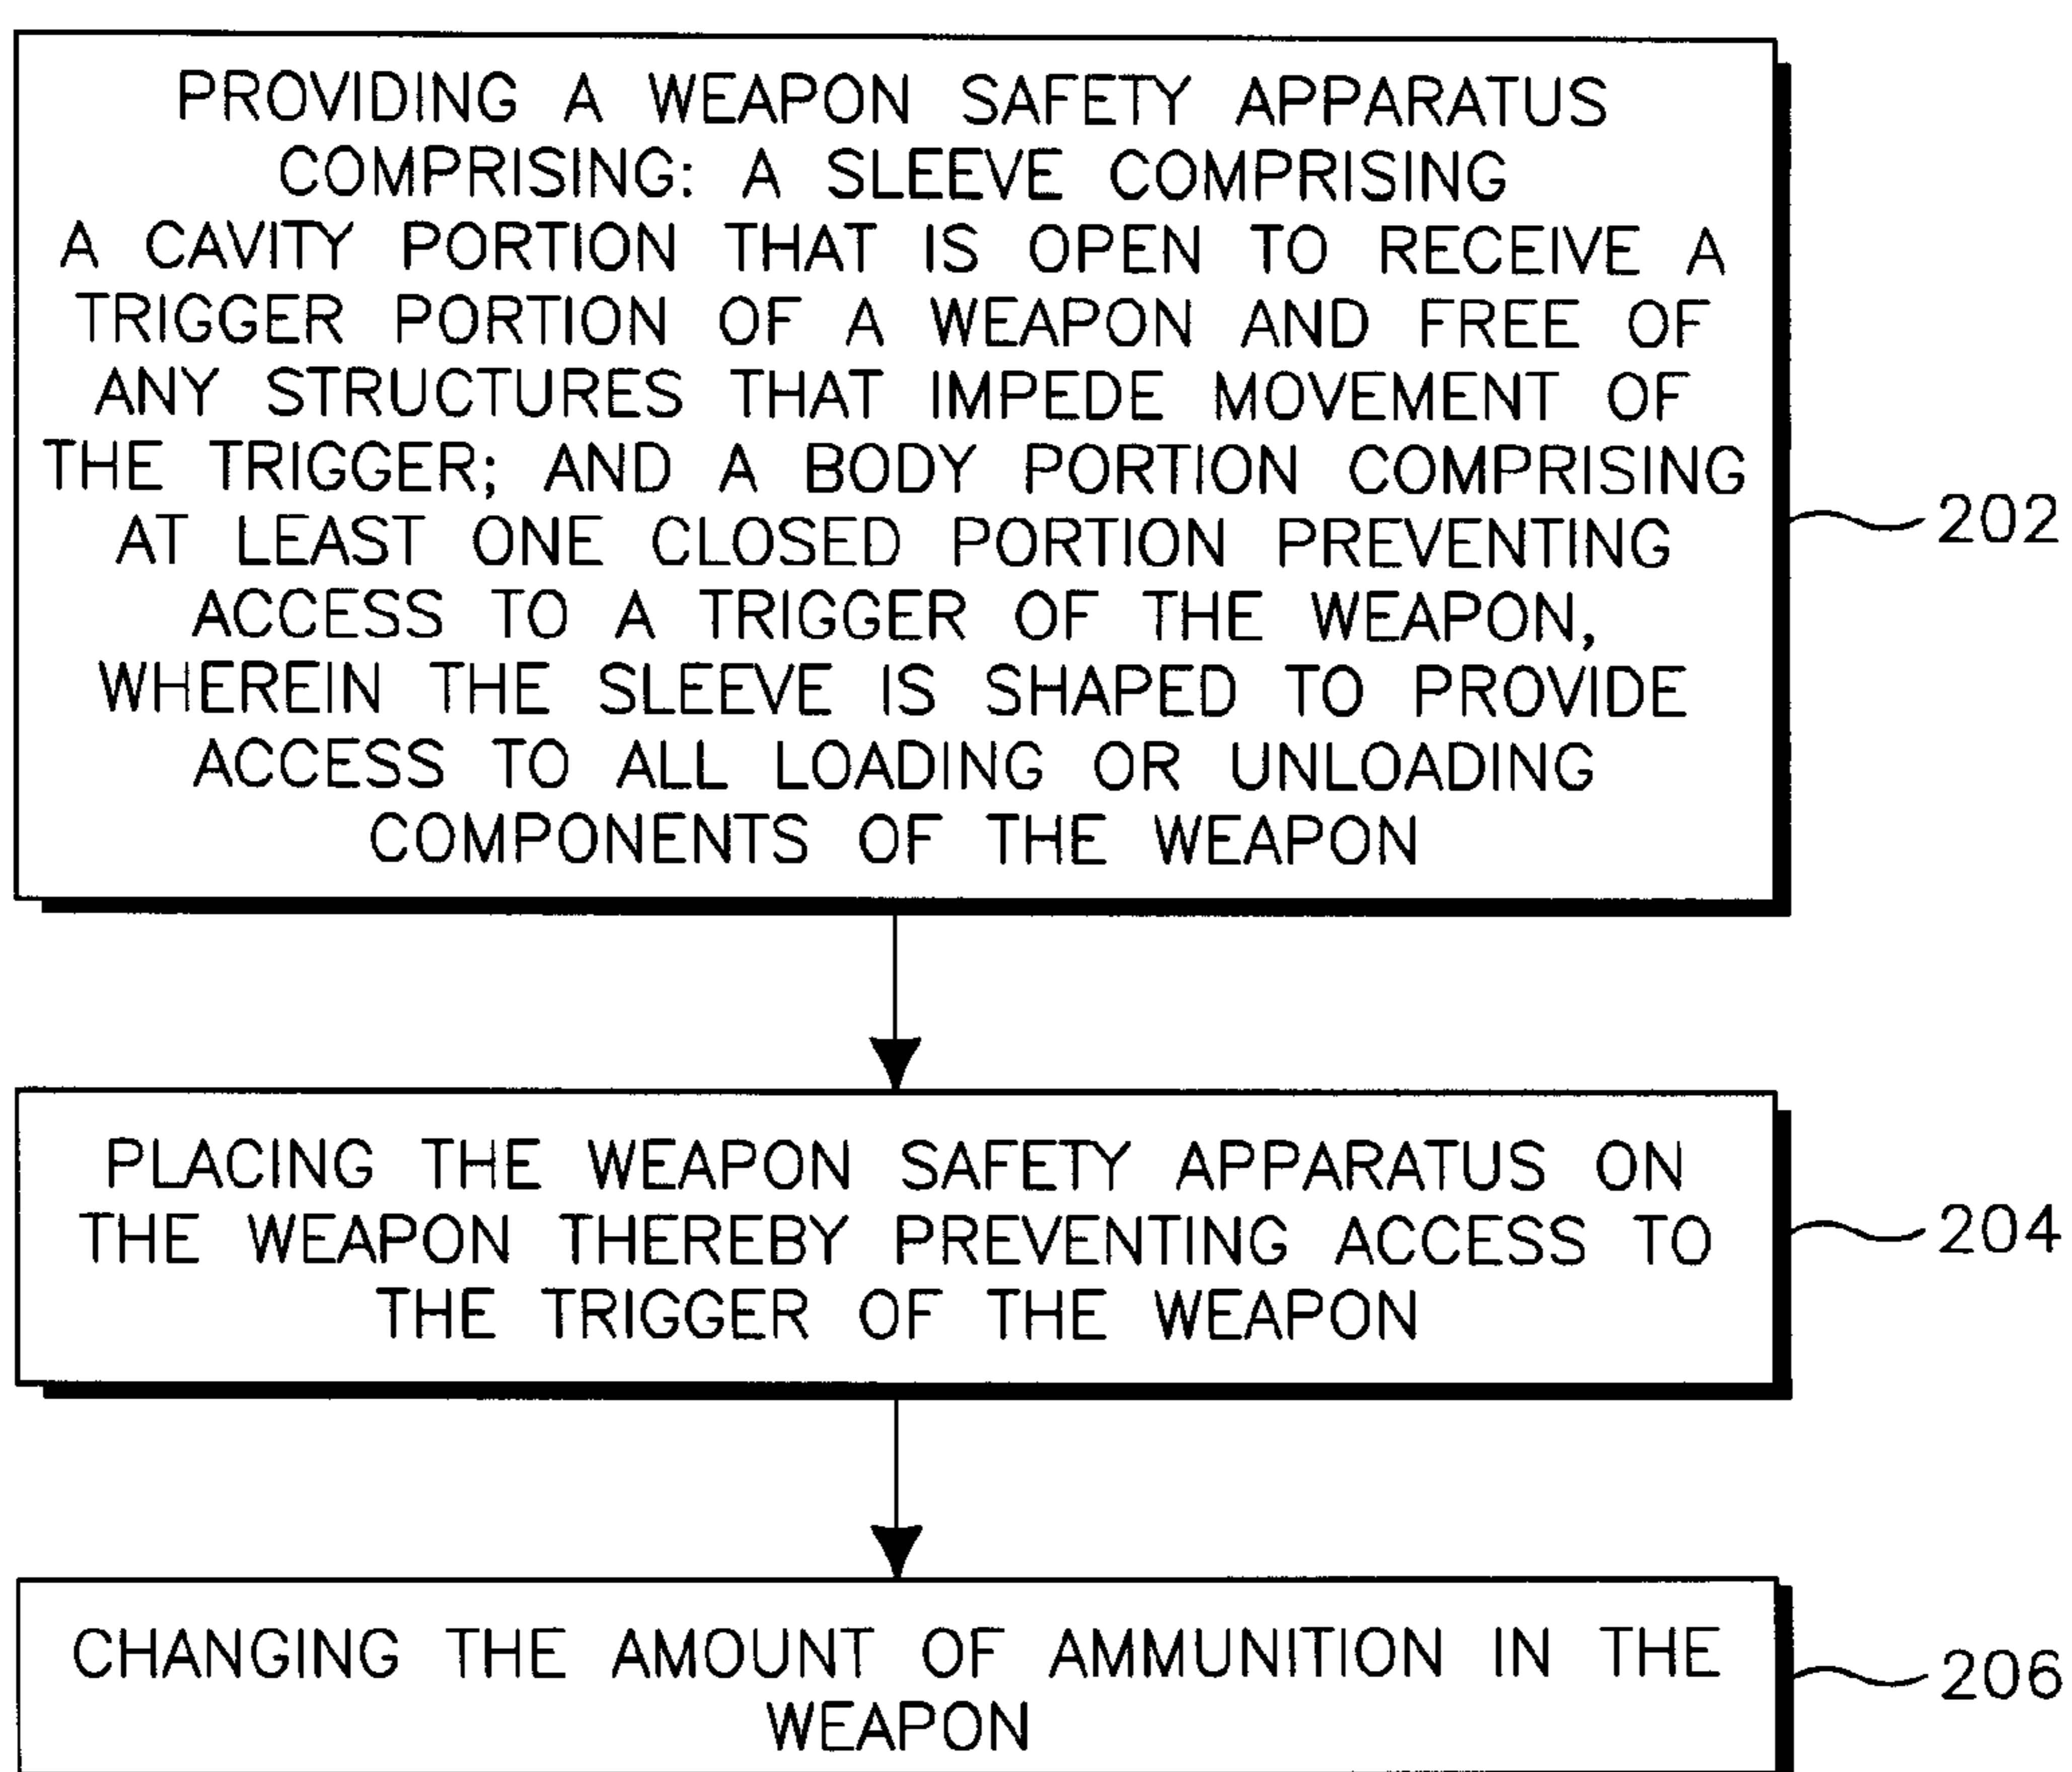 PROVIDING A WEAPON SAFETY APPARATUS
COMPRISING: A SLEEVE COMPRISING
A CAVITY PORTION THAT IS OPEN TO RECEIVE A
TRIGGER PORTION OF A WEAPON AND FREE OF
ANY STRUCTURES THAT IMPEDE MOVEMENT OF
THE TRIGGER; AND A BODY PORTION COMPRISING
AT LEAST ONE CLOSED PORTION PREVENTING
ACCESS TO A TRIGGER OF THE WEAPON,
WHEREIN THE SLEEVE IS SHAPED TO PROVIDE
ACCESS TO ALL LOADING OR UNLOADING
COMPONENTS OF THE WEAPON
202
PLACING THE WEAPON SAFETY APPARATUS ON
THE WEAPON THEREBY PREVENTING ACCESS TO
THE TRIGGER OF THE WEAPON
204
CHANGING THE AMOUNT OF AMMUNITION IN THE
WEAPON
206